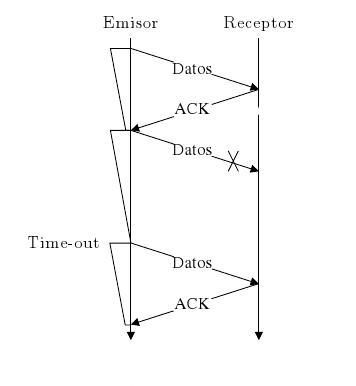 Emisor Receptor
Datos
ACK
Datos
Time-out
Datos
ACK